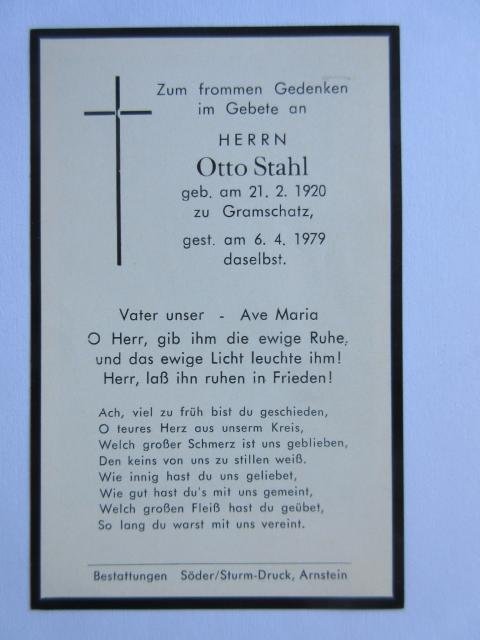 Zum frommen Gedenken
im Gebete an
HERRN
Otto Stahl
geb. am 21. 2. 1920
zu Gramschatz,
gest. am 6. 4. 1979
daselbst.
Vater unser - Ave Maria
O Herr, gib ihm die ewige Ruhe,
und das ewige Licht leuchte ihm!
Herr, laß ihn ruhen in Frieden!
Ach, viel zu früh bist du geschieden,
O teures Herz aus unserm Kreis,
Welch großer Schmerz ist uns geblieben,
Den keins von uns zu stillen weiß.
Wie innig hast du uns geliebet,
Wie gut hast du's mit uns gemeint,
Welch großen Fleiß hast du geübet,
So lang du warst mit uns vereint.
Bestattungen Söder/Sturm-Druck, Arnstein